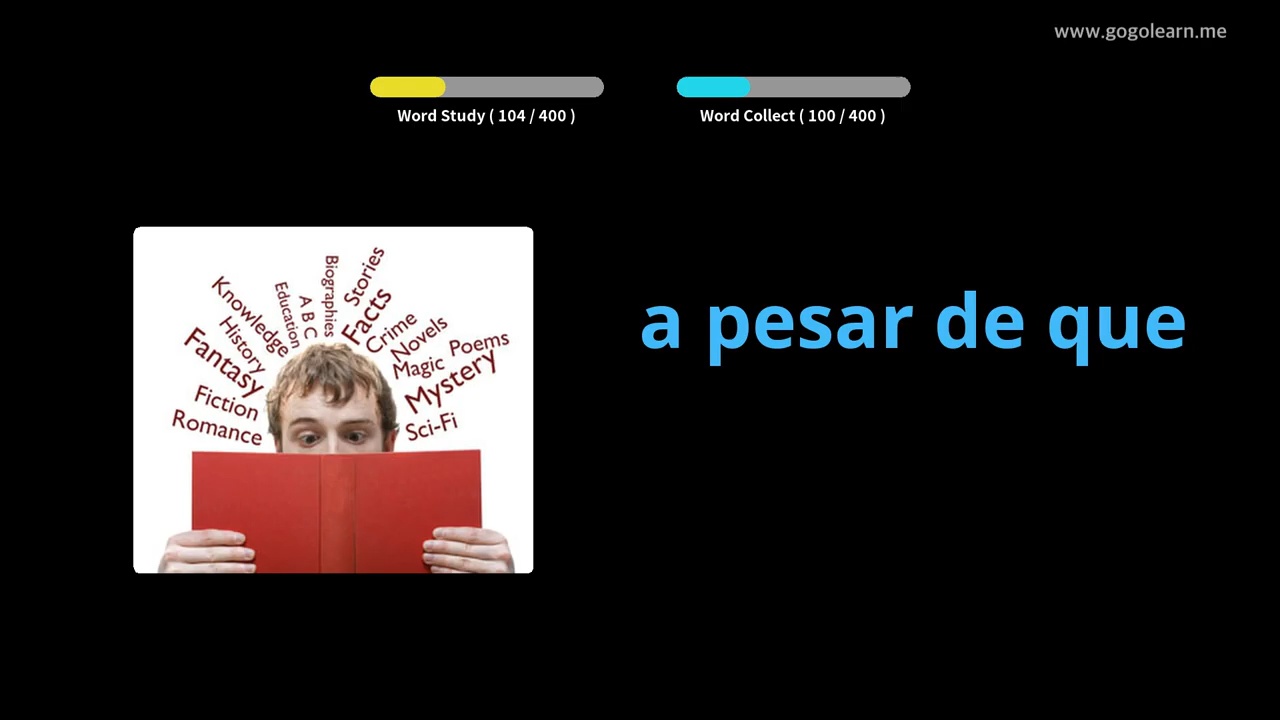 www.gogolearn.me
Word Study ( 104 / 400 )
Word Collect ( 100 / 400 )
a pesar de que
Knowledge
History
Fantasy
Fiction
Romance
Education
A B C
Biographies
Stories
Facts
Crime
Novels
Magic
Poems
Mystery
Sci-Fi